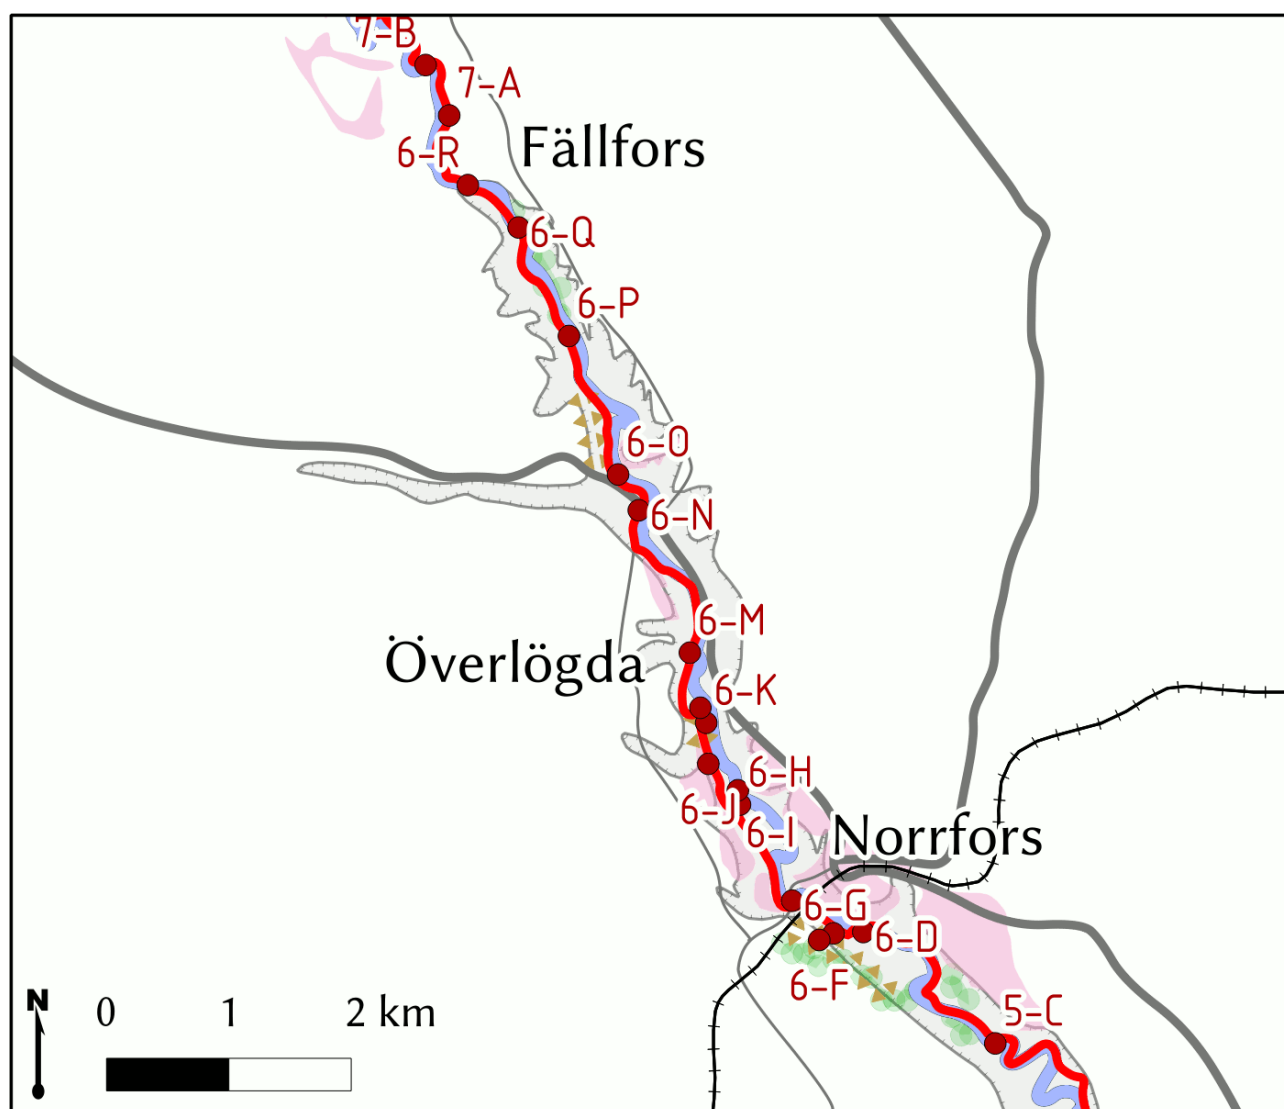 7-B
7-A
Fällfors
6-R
6-Q
6-P
6-O
6-N
6-M
Överlögda
6-K
6-H
6-J
6-I
Norrfors
6-G
6-D
6-F
5-C
N
0 1 2 km